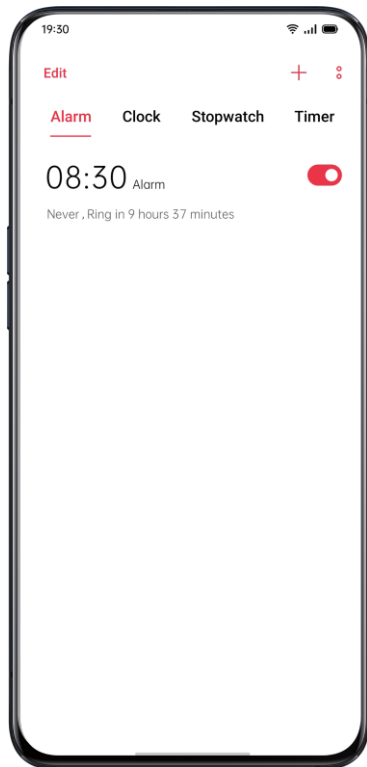 19:30
Edit
Alarm Clock Stopwatch Timer
08:30 Alarm
Never , Ring in 9 hours 37 minutes